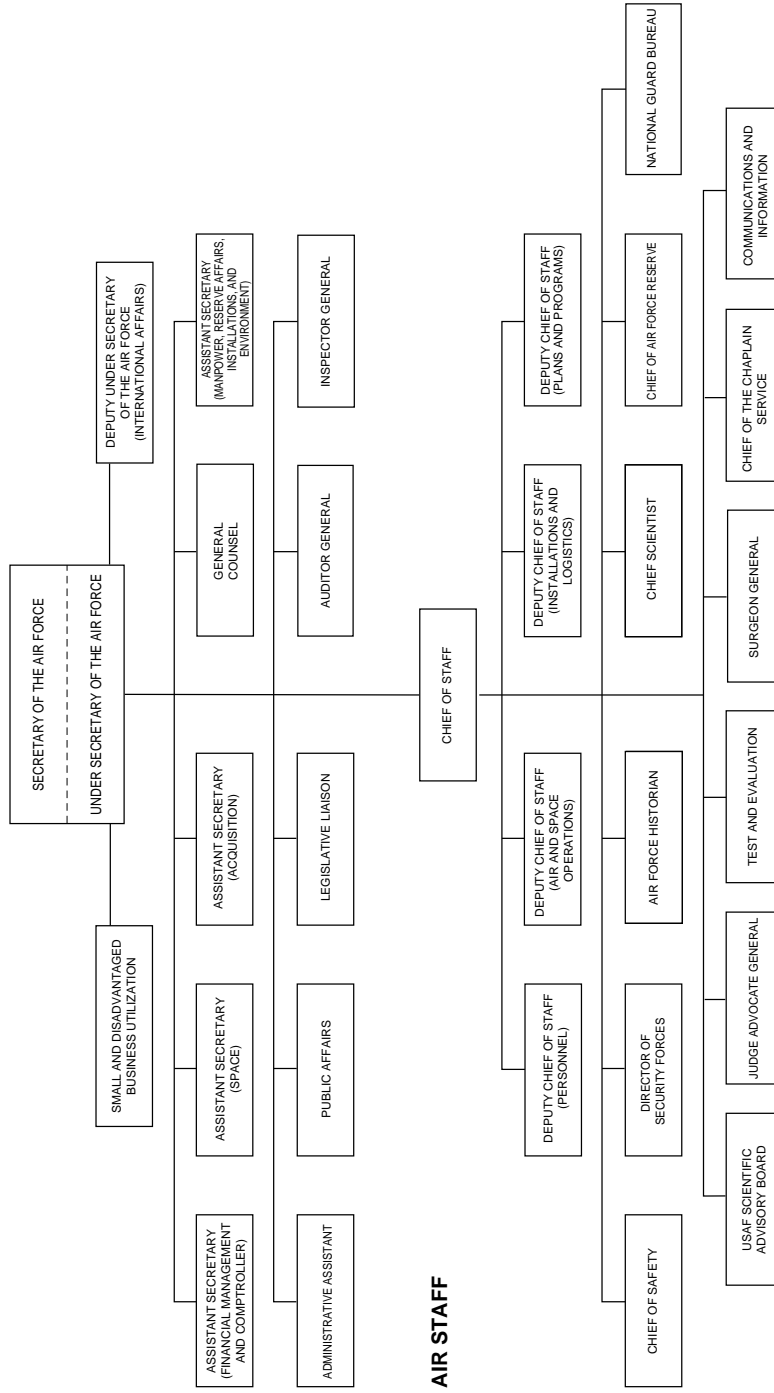 SECRETARY OF THE AIR FORCE
UNDER SECRETARY OF THE AIR FORCE
SMALL AND DISADVANTAGED
BUSINESS UTILIZATION
DEPUTY UNDER SECRETARY
OF THE AIR FORCE
(INTERNATIONAL AFFAIRS)
ASSISTANT SECRETARY
(FINANCIAL MANAGEMENT
AND COMPTROLLER)
ASSISTANT SECRETARY
(SPACE)
ASSISTANT SECRETARY
(ACQUISITION)
GENERAL
COUNSEL
ASSISTANT SECRETARY
(MANPOWER, RESERVE AFFAIRS,
INSTALLATIONS, AND
ENVIRONMENT)
ADMINISTRATIVE ASSISTANT
PUBLIC AFFAIRS
LEGISLATIVE LIAISON
AUDITOR GENERAL
INSPECTOR GENERAL
AIR STAFF
CHIEF OF STAFF
DEPUTY CHIEF OF STAFF
(PERSONNEL)
DEPUTY CHIEF OF STAFF
(AIR AND SPACE
OPERATIONS)
DEPUTY CHIEF OF STAFF
(INSTALLATIONS AND
LOGISTICS)
DEPUTY CHIEF OF STAFF
(PLANS AND PROGRAMS)
CHIEF OF SAFETY
DIRECTOR OF
SECURITY FORCES
AIR FORCE HISTORIAN
CHIEF SCIENTIST
CHIEF OF AIR FORCE RESERVE
NATIONAL GUARD BUREAU
USAF SCIENTIFIC
ADVISORY BOARD
JUDGE ADVOCATE GENERAL
TEST AND EVALUATION
SURGEON GENERAL
CHIEF OF THE CHAPLAIN
SERVICE
COMMUNICATIONS AND
INFORMATION